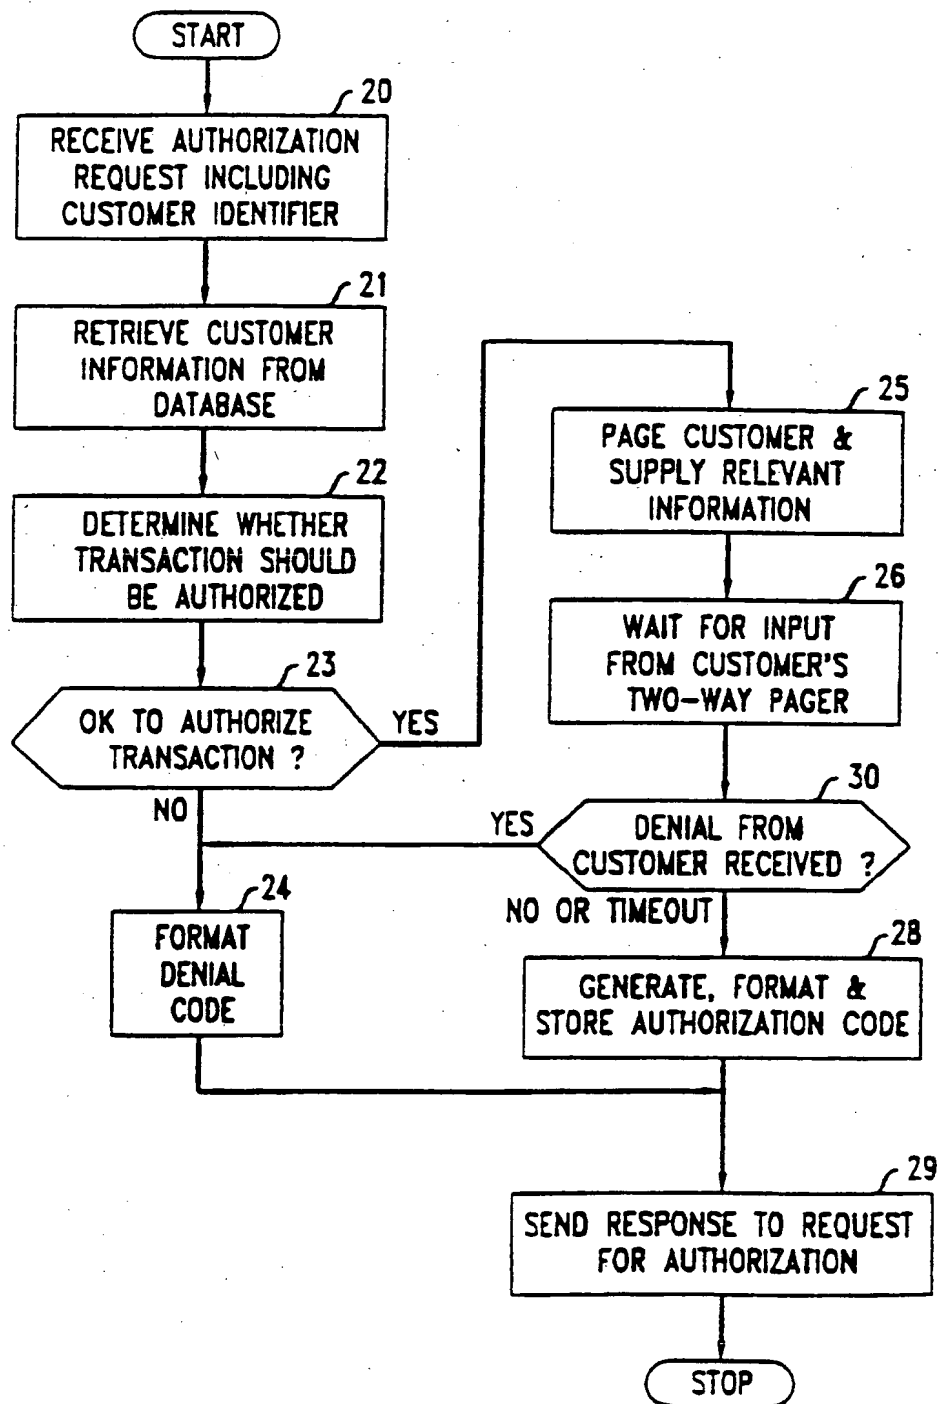 START
20
RECEIVE AUTHORIZATION
REQUEST INCLUDING
CUSTOMER IDENTIFIER
21
RETRIEVE CUSTOMER
INFORMATION FROM
DATABASE
22
DETERMINE WHETHER
TRANSACTION SHOULD
BE AUTHORIZED
23
OK TO AUTHORIZE
TRANSACTION ?
YES
NO
24
FORMAT
DENIAL
CODE
25
PAGE CUSTOMER &
SUPPLY RELEVANT
INFORMATION
26
WAIT FOR INPUT
FROM CUSTOMER'S
TWO-WAY PAGER
30
DENIAL FROM
CUSTOMER RECEIVED ?
YES
NO OR TIMEOUT
28
GENERATE, FORMAT &
STORE AUTHORIZATION CODE
29
SEND RESPONSE TO REQUEST
FOR AUTHORIZATION
STOP